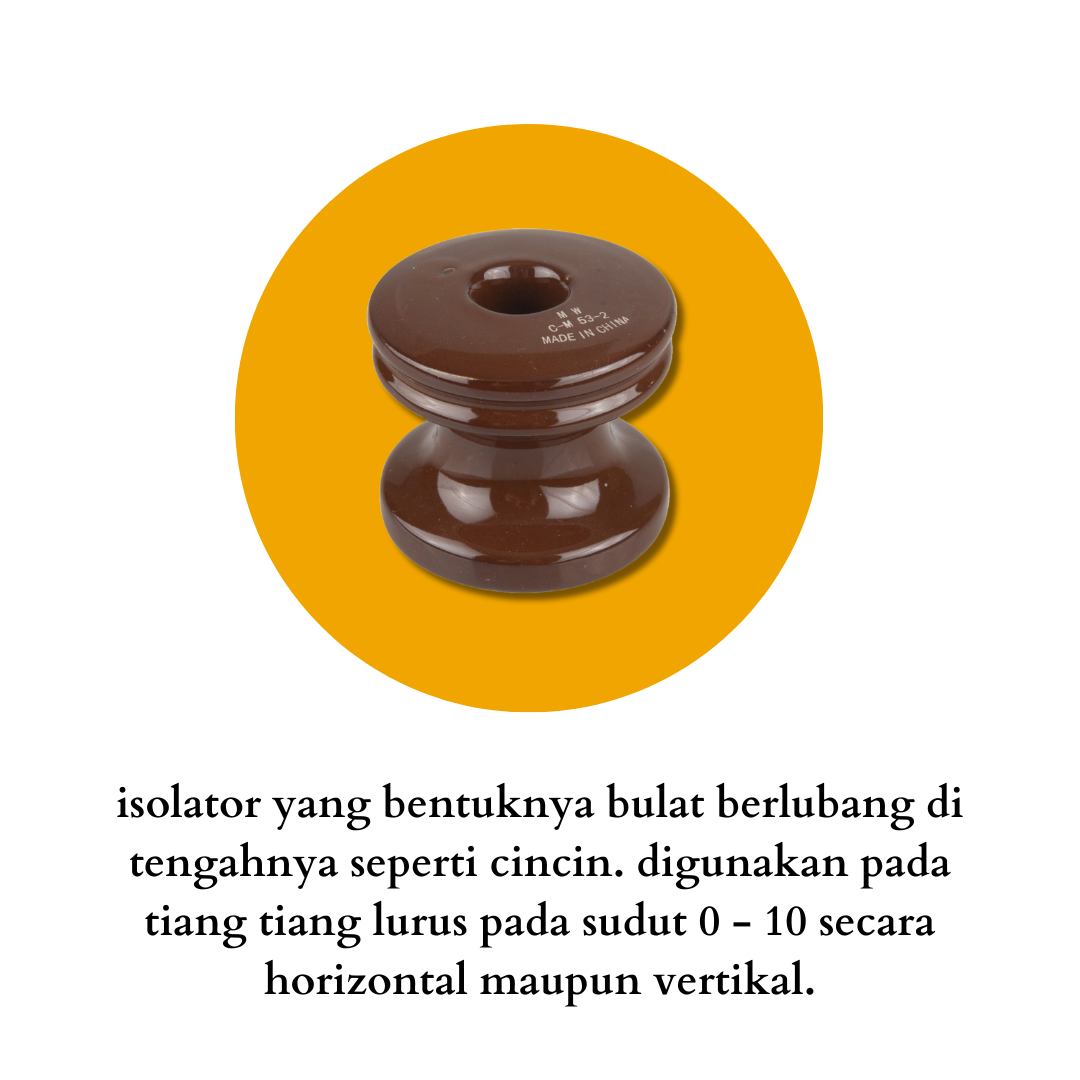 M W
C-M 53-2
MADE IN CHINA
isolator yang bentuknya bulat berlubang di
tengahnya seperti cincin. digunakan pada
tiang tiang lurus pada sudut 0 - 10 secara
horizontal maupun vertikal.